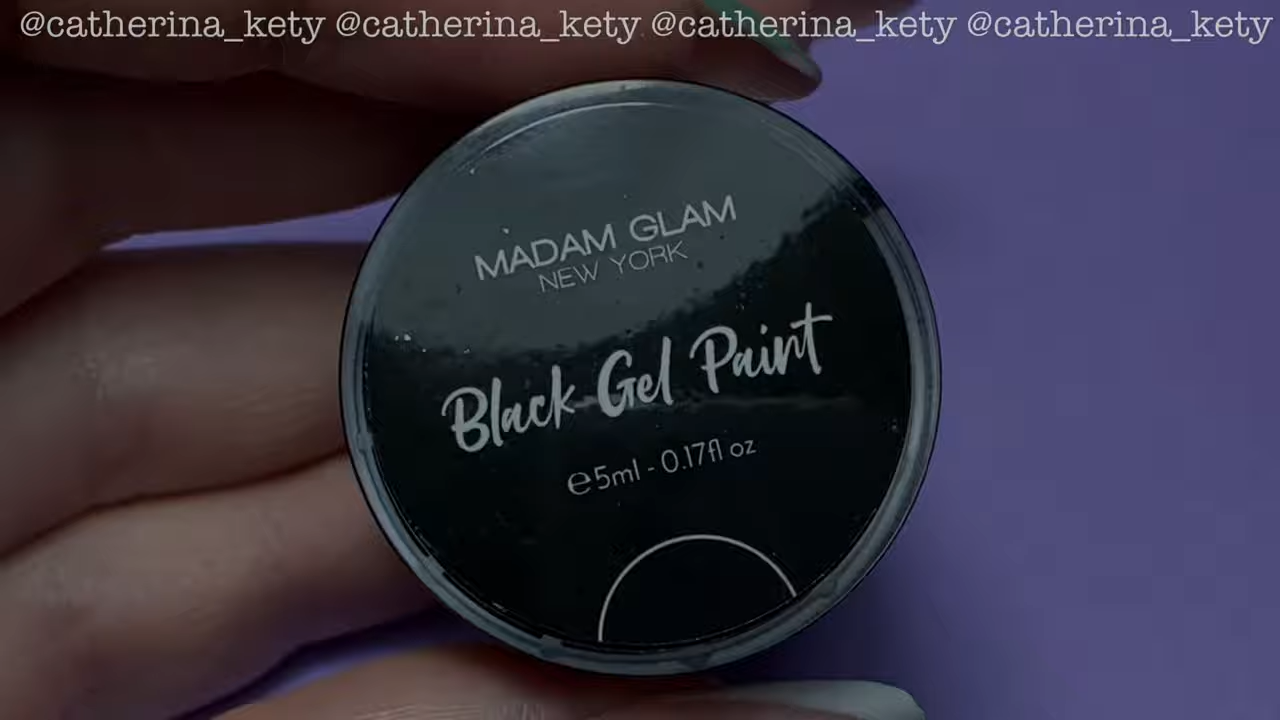 @catherina_kety @catherina_kety @catherina_kety @catherina_kety
MADAM GLAM
NEW YORK
Black Gel Paint
℮5ml - 0.17fl oz